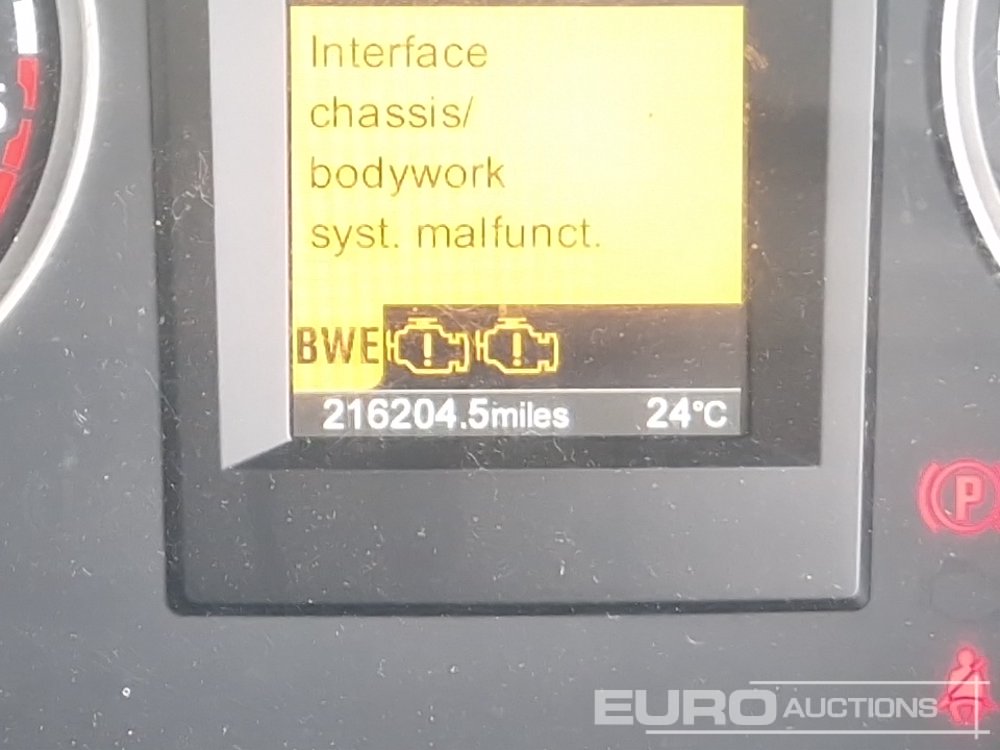 Interface
chassis/
bodywork
syst. malfunct.
BWE
216204.5miles 24°C
P
EURO AUCTIONS